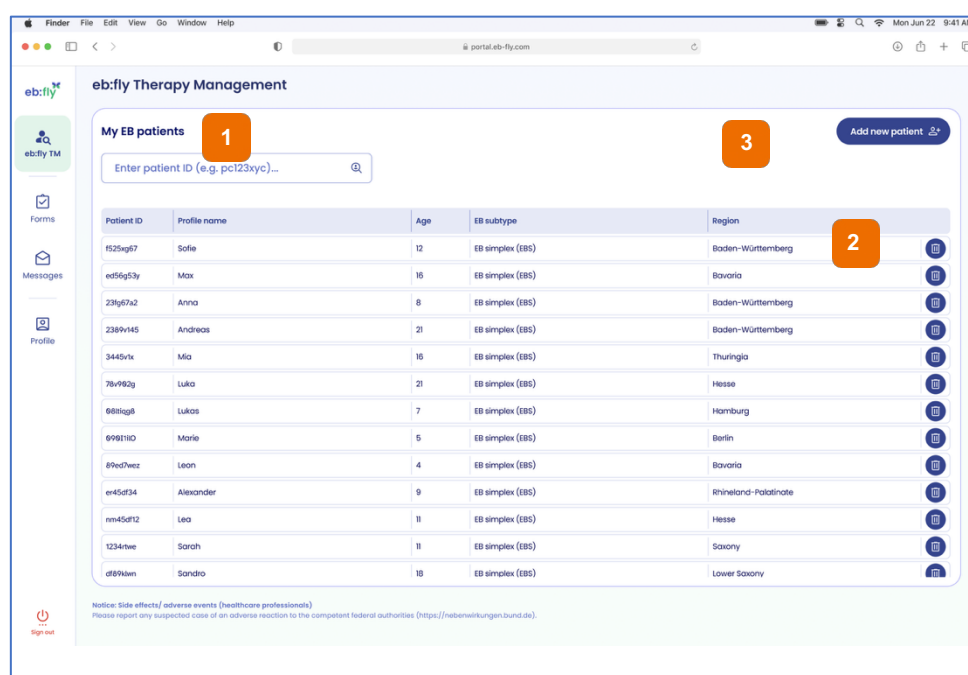 Finder File Edit View Go Window Help Mon Jun 22 9:41 AM
portal.eb-fly.com
eb:fly
eb:fly Therapy Management
My EB patients
1
3
Add new patient
eb:fly TM
Enter patient ID (e.g. pc123xyc)...
Forms
Messages
Profile
Patient ID Profile name Age EB subtype Region
2
f525xg67 Sofie 12 EB simplex (EBS) Baden-Württemberg
ed56g53y Max 16 EB simplex (EBS) Bavaria
23fg67a2 Anna 8 EB simplex (EBS) Baden-Württemberg
2389v145 Andreas 21 EB simplex (EBS) Baden-Württemberg
3445v1x Mia 16 EB simplex (EBS) Thuringia
78v982g Luka 21 EB simplex (EBS) Hesse
Lukas 7 EB simplex (EBS) Hamburg
Marie 5 EB simplex (EBS) Berlin
89ed7wez Leon 4 EB simplex (EBS) Bavaria
er45df34 Alexander 9 EB simplex (EBS) Rhineland-Palatinate
nm45df12 Lea 11 EB simplex (EBS) Hesse
1234rtwe Sarah 11 EB simplex (EBS) Saxony
df89klwn Sandro 18 EB simplex (EBS) Lower Saxony
Notice: Side effects/ adverse events (healthcare professionals)
Please report any suspected case of an adverse reaction to the competent federal authorities (https://nebenwirkungen.bund.de).
Sign out